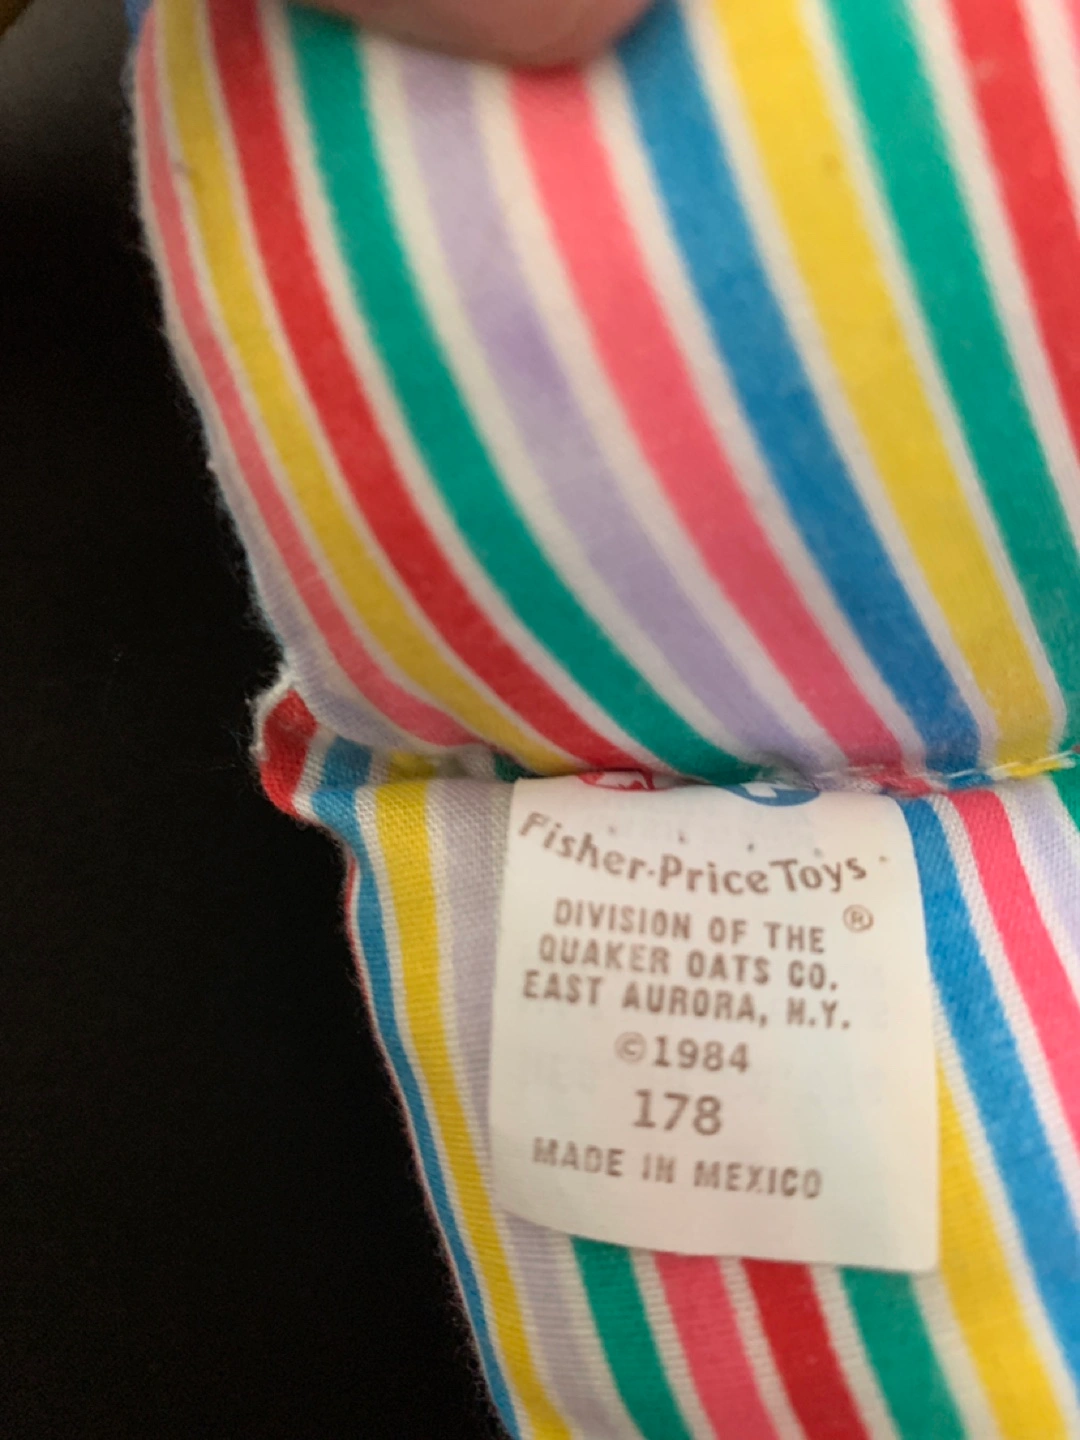 Fisher-Price Toys
DIVISION OF THE ®
QUAKER OATS CO.
EAST AURORA, N.Y.
©1984
178
MADE IN MEXICO